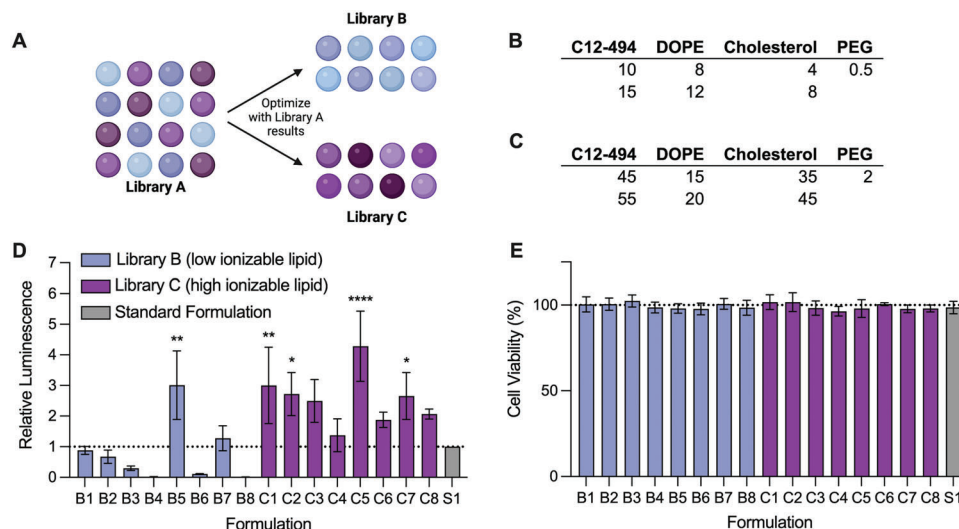 A
Library A
Optimize
with Library A
results
Library B
Library C
B
C12-494 DOPE Cholesterol PEG
10 8 4 0.5
15 12 8
C
C12-494 DOPE Cholesterol PEG
45 15 35 2
55 20 45
D
Relative Luminescence
7
6
5
4
3
2
1
0
Library B (low ionizable lipid)
Library C (high ionizable lipid)
Standard Formulation
** ** * **** *
B1 B2 B3 B4 B5 B6 B7 B8 C1 C2 C3 C4 C5 C6 C7 C8 S1
Formulation
E
Cell Viability (%)
100
50
0
B1 B2 B3 B4 B5 B6 B7 B8 C1 C2 C3 C4 C5 C6 C7 C8 S1
Formulation